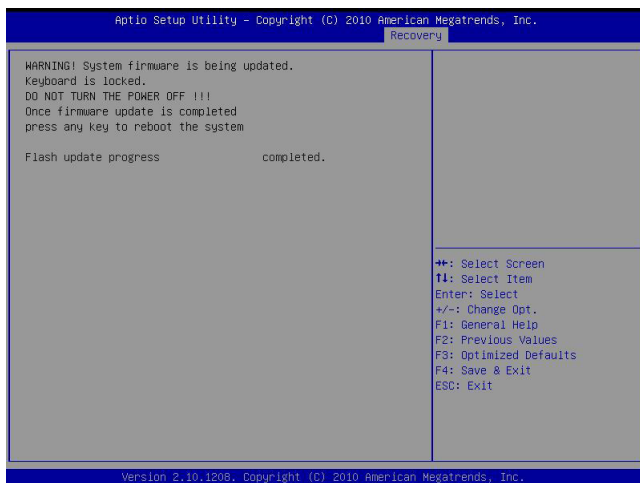 Aptio Setup Utility – Copyright (C) 2010 American Megatrends, Inc.
Recovery
WARNING! System firmware is being updated.
Keyboard is locked.
DO NOT TURN THE POWER OFF !!!
Once firmware update is completed
press any key to reboot the system
Flash update progress completed.
→←: Select Screen
↑↓: Select Item
Enter: Select
+/-: Change Opt.
F1: General Help
F2: Previous Values
F3: Optimized Defaults
F4: Save & Exit
ESC: Exit
Version 2.10.1208. Copyright (C) 2010 American Megatrends, Inc.